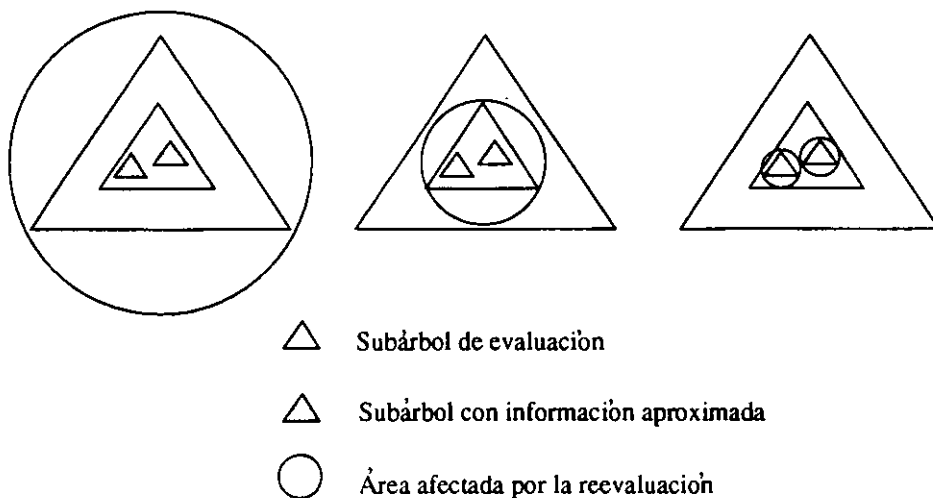 Subárbol de evaluación
Subárbol con información aproximada
Área afectada por la reevaluación